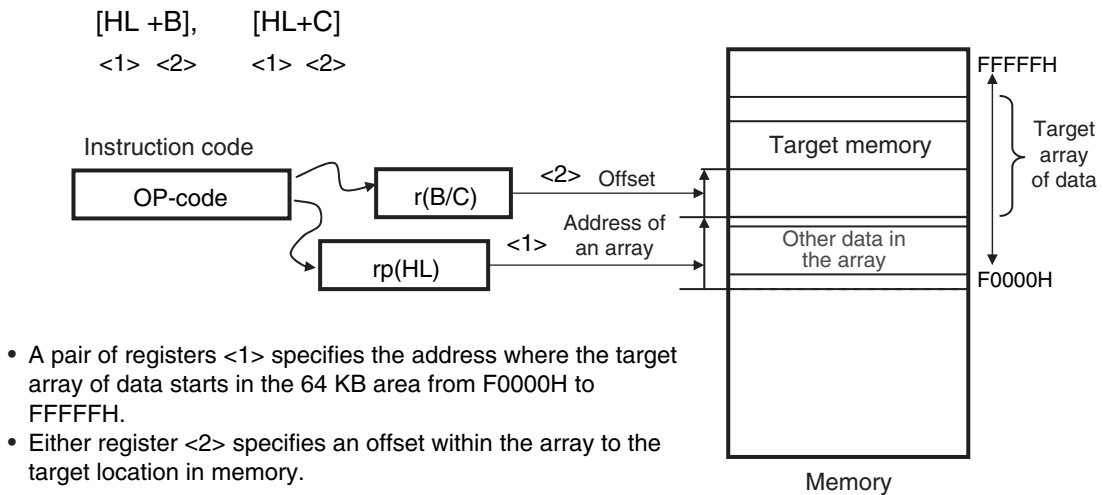 [HL +B], [HL+C]
<1> <2> <1> <2>
Instruction code
OP-code
r(B/C)
rp(HL)
<2> Offset
<1>
Address of
an array
FFFFFH
Target memory
Target
array
of data
Other data in
the array
F0000H
Memory
• A pair of registers <1> specifies the address where the target
array of data starts in the 64 KB area from F0000H to
FFFFFH.
• Either register <2> specifies an offset within the array to the
target location in memory.